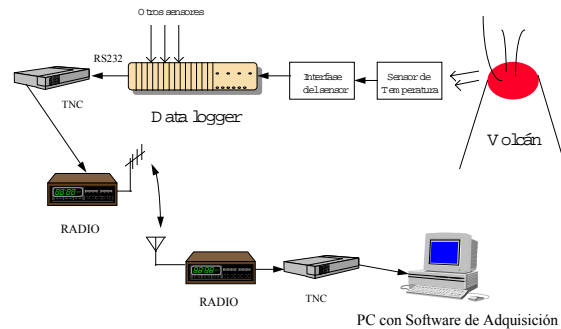 Otros sensores
RS232
TNC
Data logger
Interfase
del sensor
Sensor de
Temperatura
Volcán
RADIO
RADIO
TNC
PC con Software de Adquisición